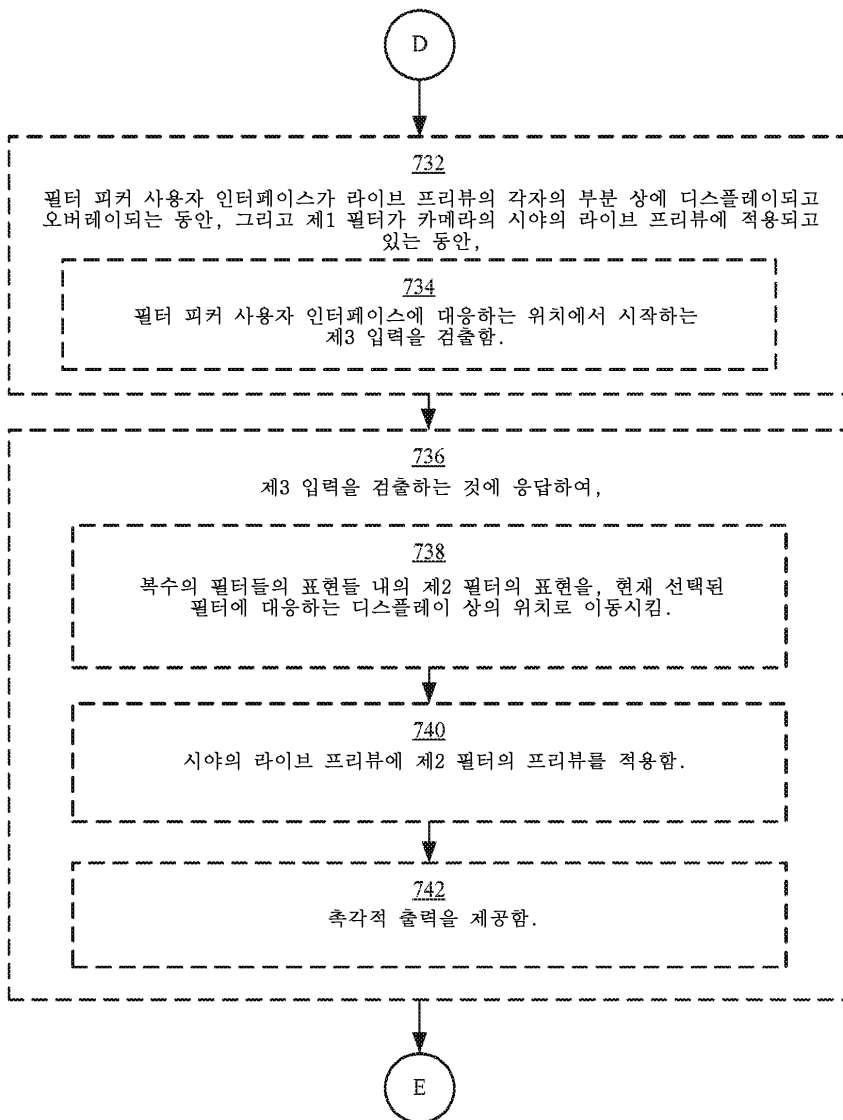 D
732
필터 피커 사용자 인터페이스가 라이브 프리뷰의 각자의 부분 상에 디스플레이되고
오버레이되는 동안, 그리고 제1 필터가 카메라의 시야의 라이브 프리뷰에 적용되고
있는 동안,
734
필터 피커 사용자 인터페이스에 대응하는 위치에서 시작하는
제3 입력을 검출함.
736
제3 입력을 검출하는 것에 응답하여,
738
복수의 필터들의 표현들 내의 제2 필터의 표현을, 현재 선택된
필터에 대응하는 디스플레이 상의 위치로 이동시킴.
740
시야의 라이브 프리뷰에 제2 필터의 프리뷰를 적용함.
742
촉각적 출력을 제공함.
E